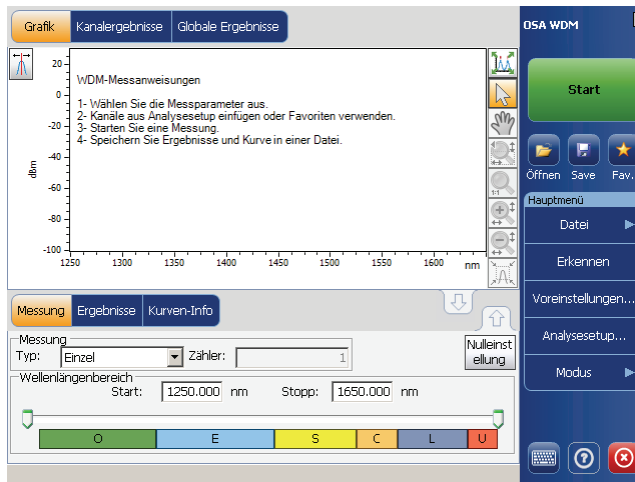 Grafik Kanalergebnisse Globale Ergebnisse
WDM-Messanweisungen
1- Wählen Sie die Messparameter aus.
2- Kanäle aus Analysesetup einfügen oder Favoriten verwenden.
3- Starten Sie eine Messung.
4- Speichern Sie Ergebnisse und Kurve in einer Datei.
20
0
-20
-40
-60
-80
-100
dBm
1250 1300 1350 1400 1450 1500 1550 1600 nm
1:1
Messung Ergebnisse Kurven-Info
Messung
Typ: Einzel Zähler: 1
Nulleinst
ellung
Wellenlängenbereich
Start: 1250.000 nm Stopp: 1650.000 nm
O E S C L U
OSA WDM
Start
Öffnen Save Fav.
Hauptmenü
Datei
Erkennen
Voreinstellungen...
Analysesetup...
Modus
?